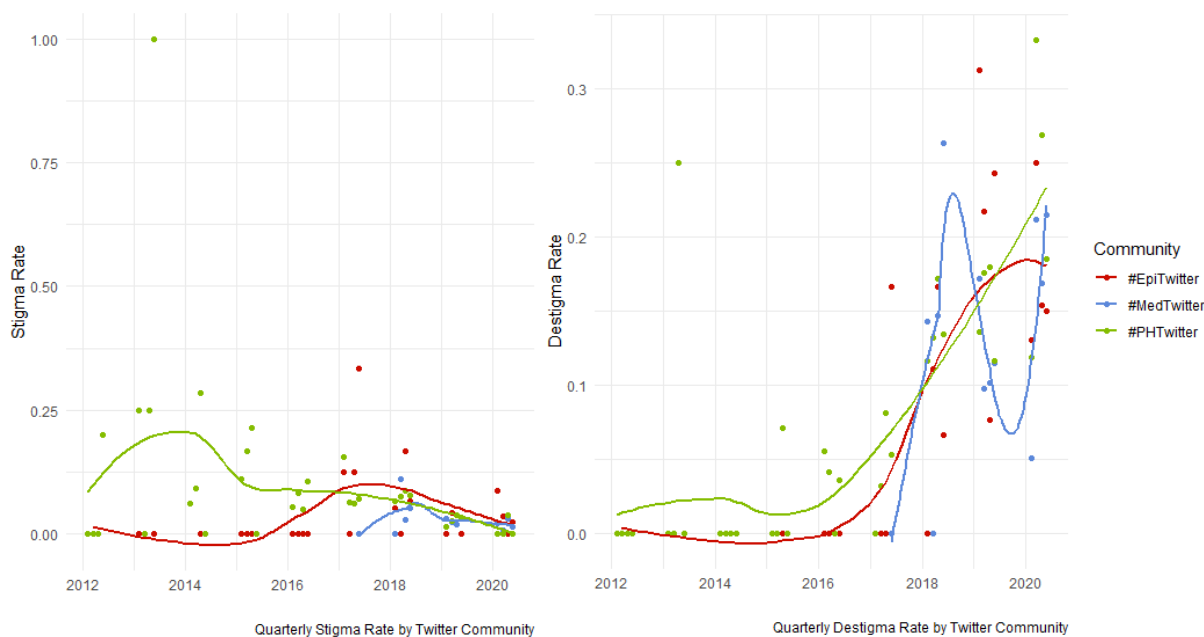 Stigma Rate
1.00
0.75
0.50
0.25
0.00
2012 2014 2016 2018 2020
Quarterly Stigma Rate by Twitter Community
Destigma Rate
0.3
0.2
0.1
0.0
2012 2014 2016 2018 2020
Quarterly Destigma Rate by Twitter Community
Community
#EpiTwitter
#MedTwitter
#PHTwitter